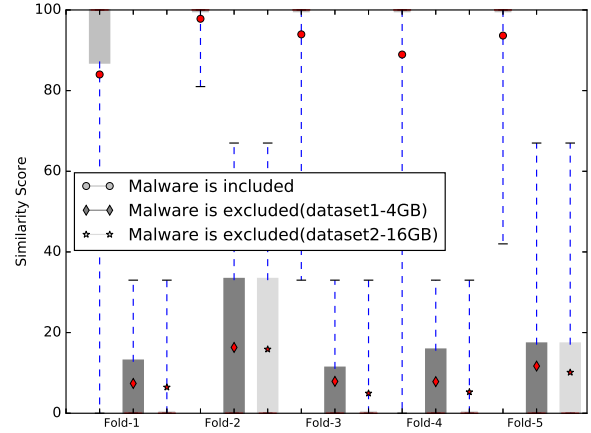 100
80
60
40
20
0
Similarity Score
Malware is included
Malware is excluded(dataset1-4GB)
Malware is excluded(dataset2-16GB)
Fold-1 Fold-2 Fold-3 Fold-4 Fold-5